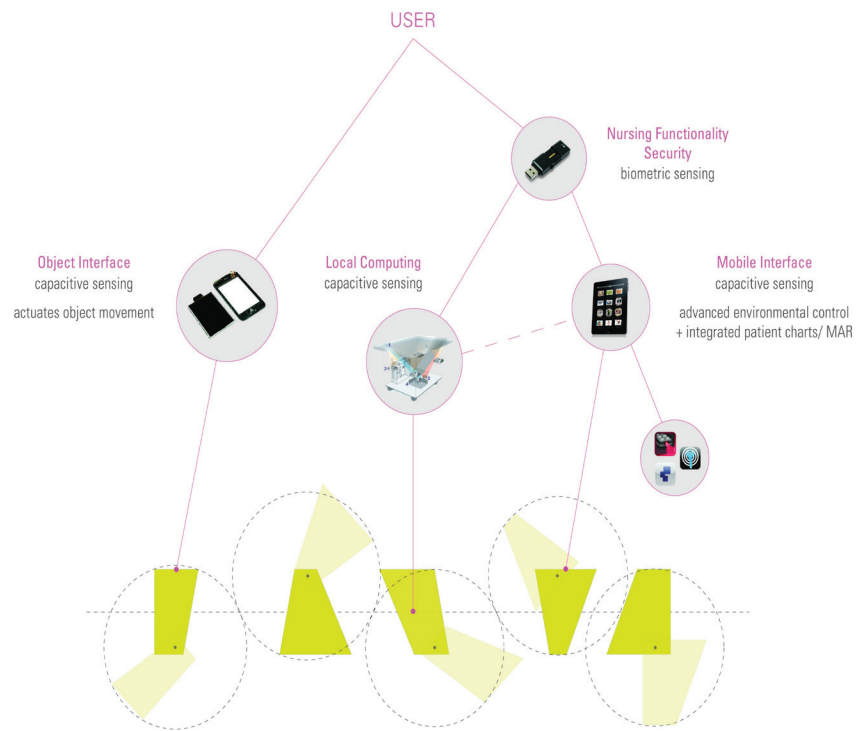 USER
Nursing Functionality
Security
biometric sensing
Object Interface
capacitive sensing
actuates object movement
Local Computing
capacitive sensing
Mobile Interface
capacitive sensing
advanced environmental control
+ integrated patient charts/ MAR